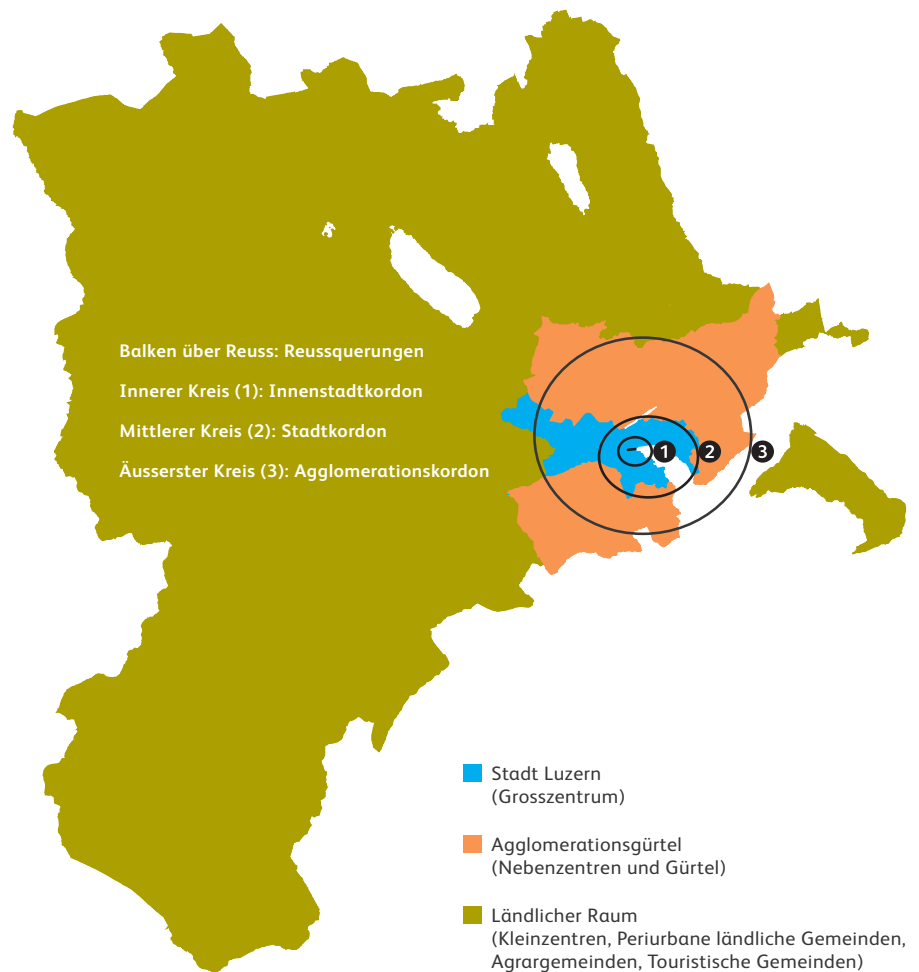 Balken über Reuss: Reussquerungen
Innerer Kreis (1): Innenstadtkordon
Mittlerer Kreis (2): Stadtkordon
Äusserster Kreis (3): Agglomerationskordon
1 2 3
Stadt Luzern
(Grosszentrum)
Agglomerationsgürtel
(Nebenzentren und Gürtel)
Ländlicher Raum
(Kleinzentren, Periurbane ländliche Gemeinden,
Agrargemeinden, Touristische Gemeinden)